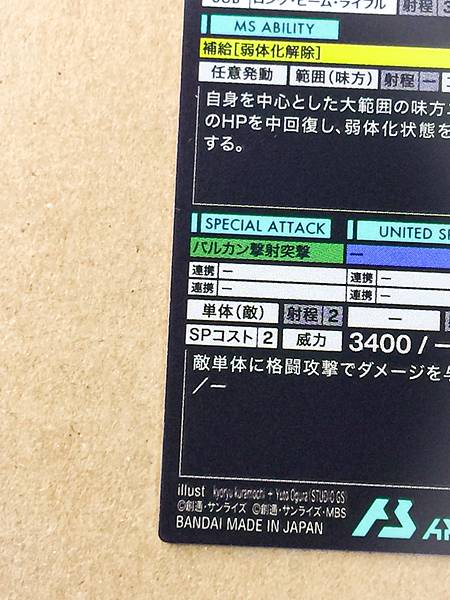 SUB ロング・ビーム・ライフル 射程 3
MS ABILITY
補給[弱体化解除]
任意発動 範囲(味方) 射程 ー
自身を中心とした大範囲の味方
のHPを中回復し、弱体化状態を
する。
SPECIAL ATTACK UNITED SP
バルカン撃射突撃 ー
連携 ー 連携 ー
連携 ー 連携 ー
単体(敵) 射程 2 ー
SPコスト 2 威力 3400 / ー
敵単体に格闘攻撃でダメージを与
/ー
illust kyoryu kuramochi + Yuta Ogura(STUDIO GS)
©創通・サンライズ ©創通・サンライズ・MBS
BANDAI MADE IN JAPAN